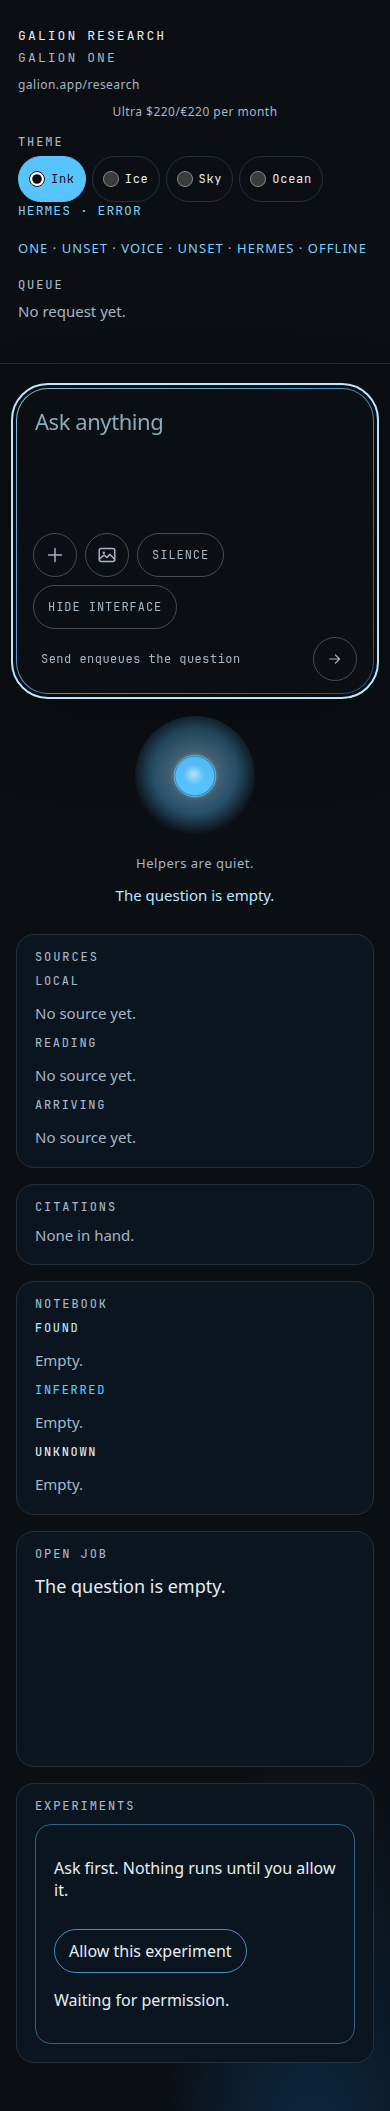 GALION RESEARCH
GALION ONE
galion.app/research
Ultra $220/€220 per month
THEME
Ink Ice Sky Ocean
HERMES · ERROR
ONE · UNSET · VOICE · UNSET · HERMES · OFFLINE
QUEUE
No request yet.
Ask anything
SILENCE
HIDE INTERFACE
Send enqueues the question
Helpers are quiet.
The question is empty.
SOURCES
LOCAL
No source yet.
READING
No source yet.
ARRIVING
No source yet.
CITATIONS
None in hand.
NOTEBOOK
FOUND
Empty.
INFERRED
Empty.
UNKNOWN
Empty.
OPEN JOB
The question is empty.
EXPERIMENTS
Ask first. Nothing runs until you allow
it.
Allow this experiment
Waiting for permission.